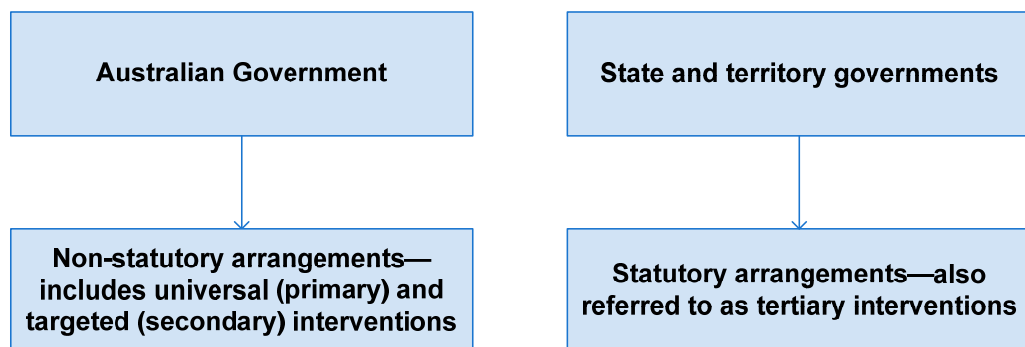 Australian Government
State and territory governments
Non-statutory arrangements—
includes universal (primary) and
targeted (secondary) interventions
Statutory arrangements—also
referred to as tertiary interventions